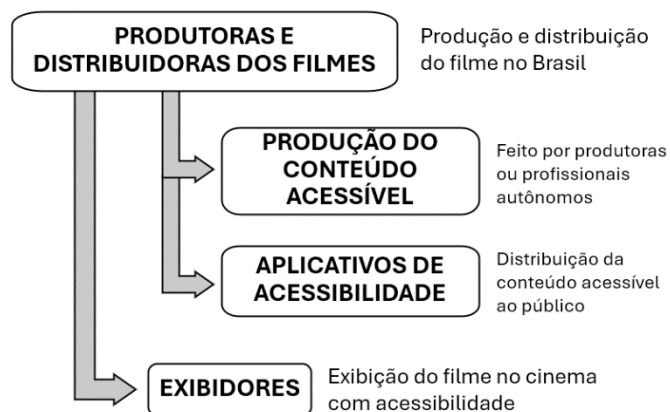 PRODUTORAS E
DISTRIBUIDORAS DOS FILMES
Produção e distribuição
do filme no Brasil
PRODUÇÃO DO
CONTEÚDO
ACESSÍVEL
Feito por produtoras
ou profissionais
autônomos
APLICATIVOS DE
ACESSIBILIDADE
Distribuição da
conteúdo acessível
ao público
EXIBIDORES
Exibição do filme no cinema
com acessibilidade